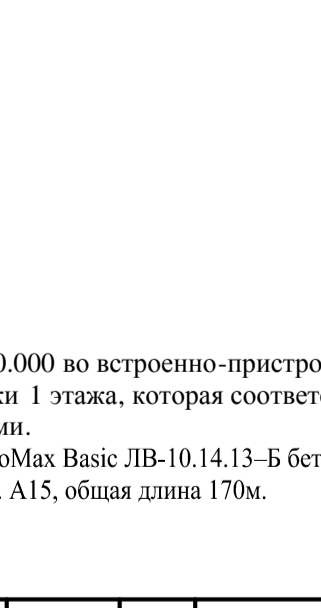 0.000 во встроенно-пристро
ки 1 этажа, которая соответ
ми.
oMax Basic ЛВ-10.14.13–Б бет
. А15, общая длина 170м.